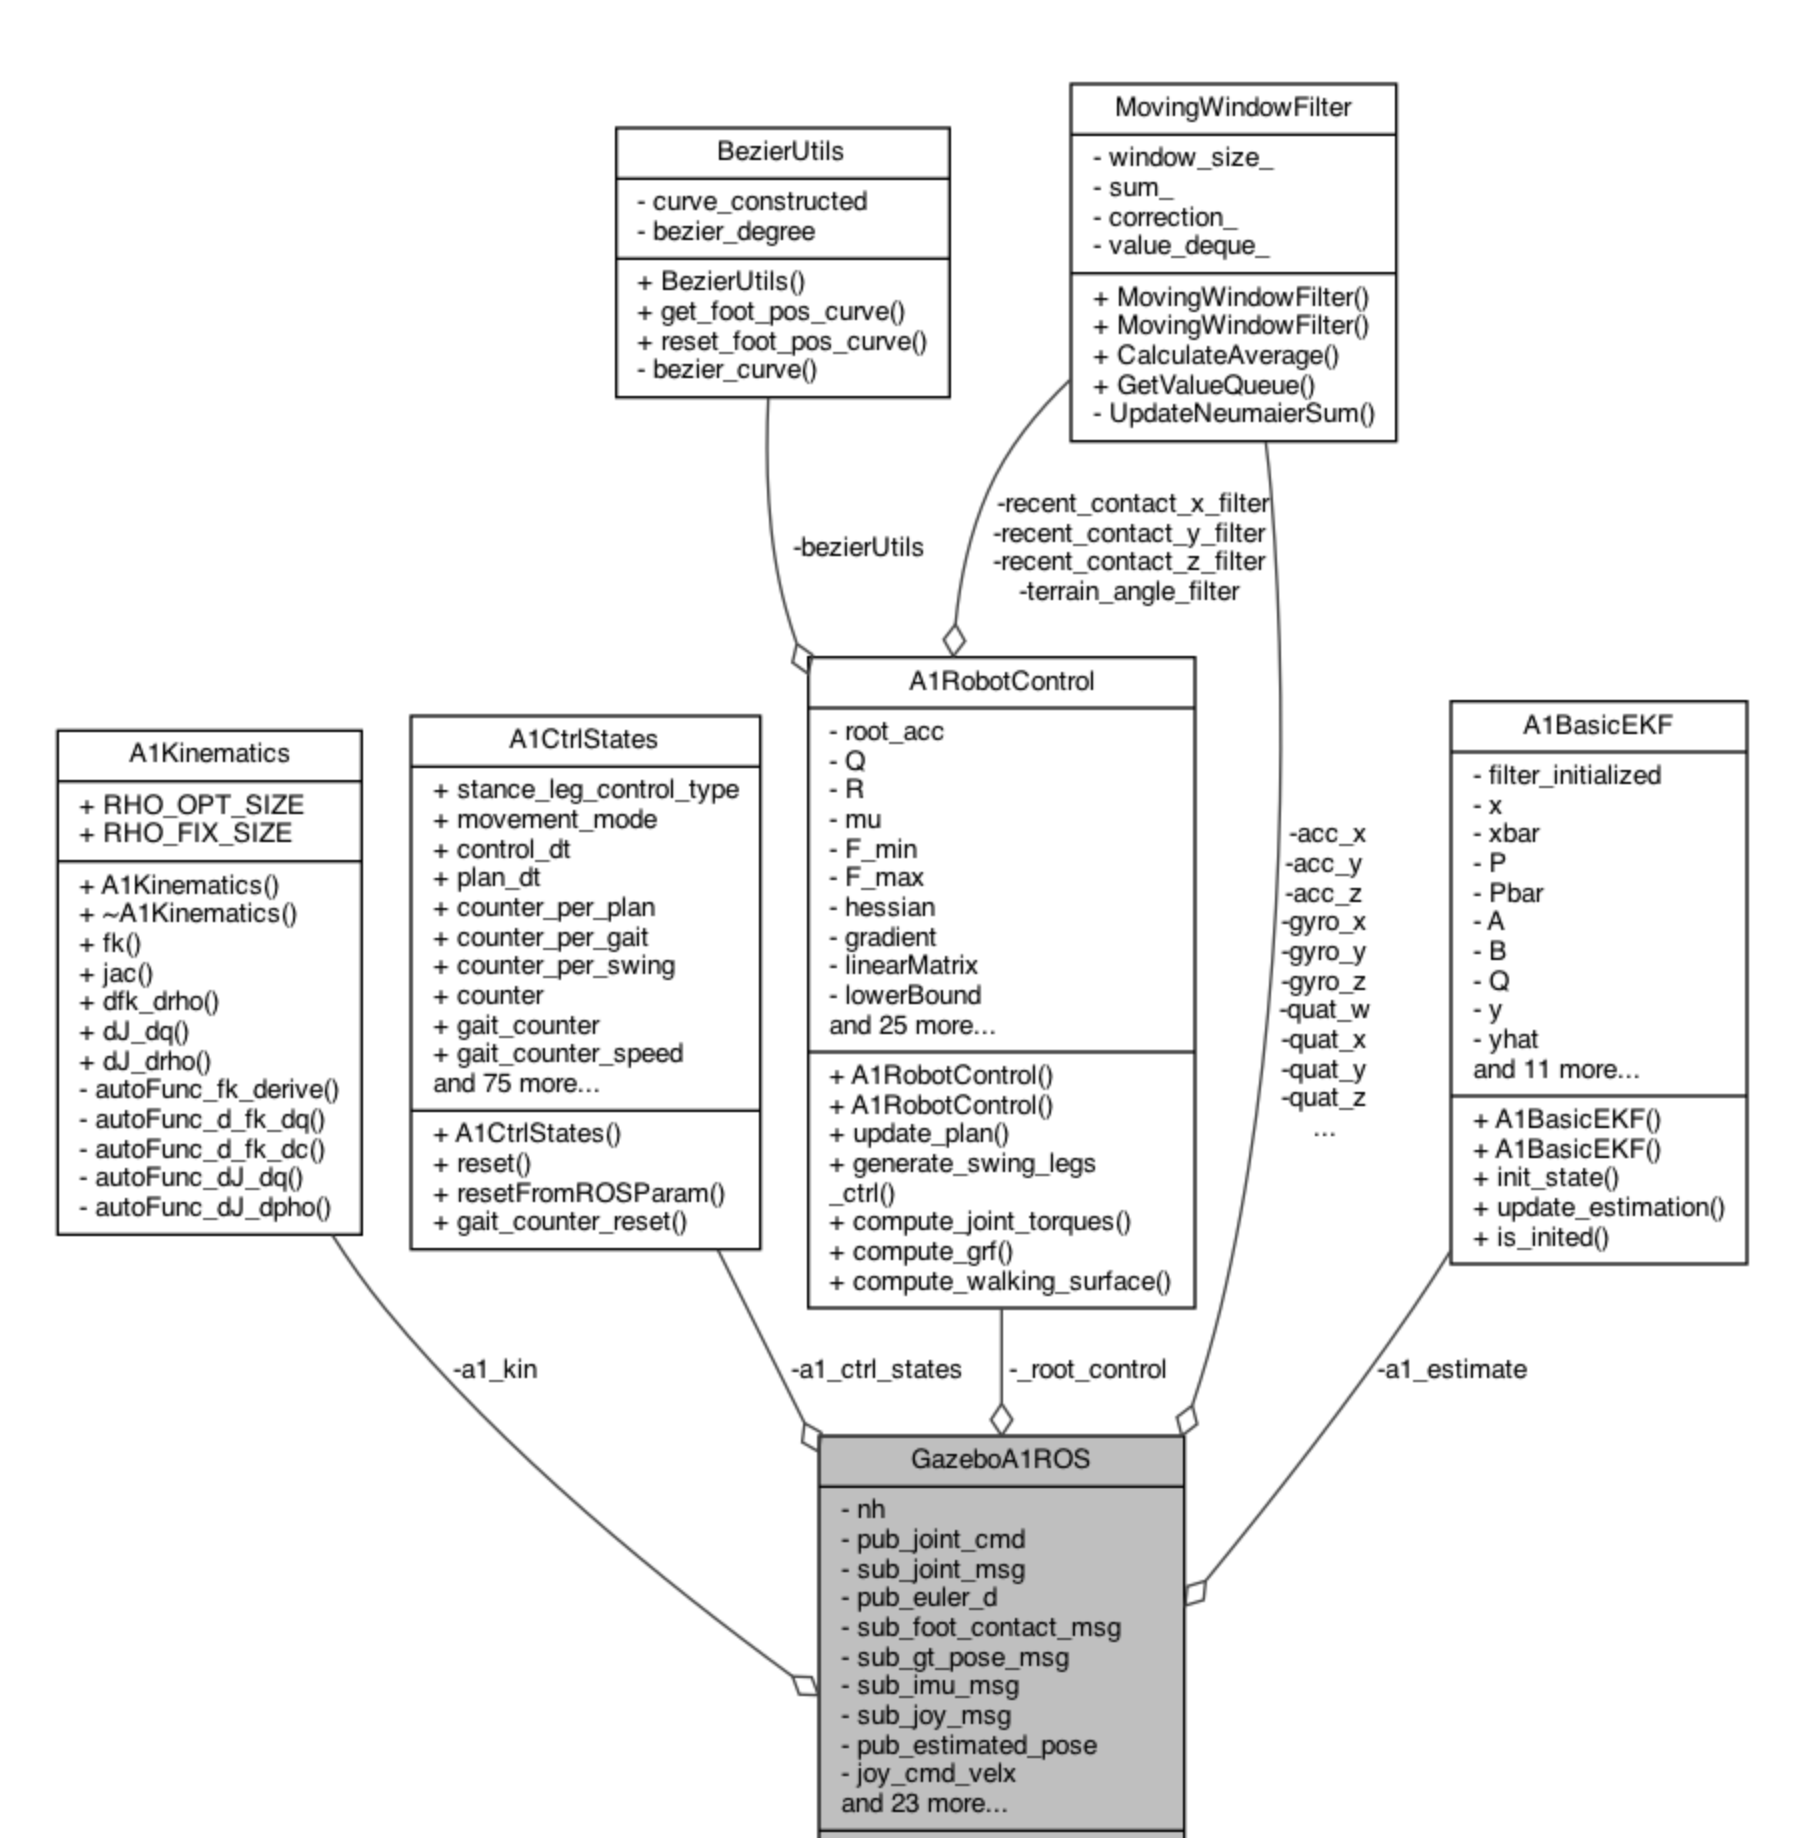 MovingWindowFilter
- window_size_
- sum_
- correction_
- value_deque_
+ MovingWindowFilter()
+ MovingWindowFilter()
+ CalculateAverage()
+ GetValueQueue()
- UpdateNeumaierSum()
BezierUtils
- curve_constructed
- bezier_degree
+ BezierUtils()
+ get_foot_pos_curve()
+ reset_foot_pos_curve()
- bezier_curve()
-bezierUtils
-recent_contact_x_filter
-recent_contact_y_filter
-recent_contact_z_filter
-terrain_angle_filter
A1Kinematics
+ RHO_OPT_SIZE
+ RHO_FIX_SIZE
+ A1Kinematics()
+ ~A1Kinematics()
+ fk()
+ jac()
+ dfk_drho()
+ dJ_dq()
+ dJ_drho()
- autoFunc_fk_derive()
- autoFunc_d_fk_dq()
- autoFunc_d_fk_dc()
- autoFunc_dJ_dq()
- autoFunc_dJ_dpho()
A1CtrlStates
+ stance_leg_control_type
+ movement_mode
+ control_dt
+ plan_dt
+ counter_per_plan
+ counter_per_gait
+ counter_per_swing
+ counter
+ gait_counter
+ gait_counter_speed
and 75 more...
+ A1CtrlStates()
+ reset()
+ resetFromROSParam()
+ gait_counter_reset()
A1RobotControl
- root_acc
- Q
- R
- mu
- F_min
- F_max
- hessian
- gradient
- linearMatrix
- lowerBound
and 25 more...
+ A1RobotControl()
+ A1RobotControl()
+ update_plan()
+ generate_swing_legs
_ctrl()
+ compute_joint_torques()
+ compute_grf()
+ compute_walking_surface()
-acc_x
-acc_y
-acc_z
-gyro_x
-gyro_y
-gyro_z
-quat_w
-quat_x
-quat_y
-quat_z
...
A1BasicEKF
- filter_initialized
- x
- xbar
- P
- Pbar
- A
- B
- Q
- y
- yhat
and 11 more...
+ A1BasicEKF()
+ A1BasicEKF()
+ init_state()
+ update_estimation()
+ is_inited()
-a1_kin
-a1_ctrl_states
-_root_control
-a1_estimate
GazeboA1ROS
- nh
- pub_joint_cmd
- sub_joint_msg
- pub_euler_d
- sub_foot_contact_msg
- sub_gt_pose_msg
- sub_imu_msg
- sub_joy_msg
- pub_estimated_pose
- joy_cmd_velx
and 23 more...